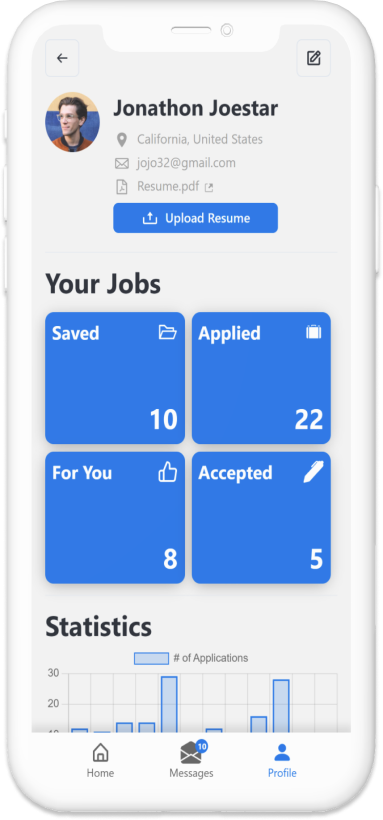 Jonathon Joestar
California, United States
jojo32@gmail.com
Resume.pdf
Upload Resume
Your Jobs
Saved
10
Applied
22
For You
8
Accepted
5
Statistics
# of Applications
30
20
10
Home
Messages
Profile